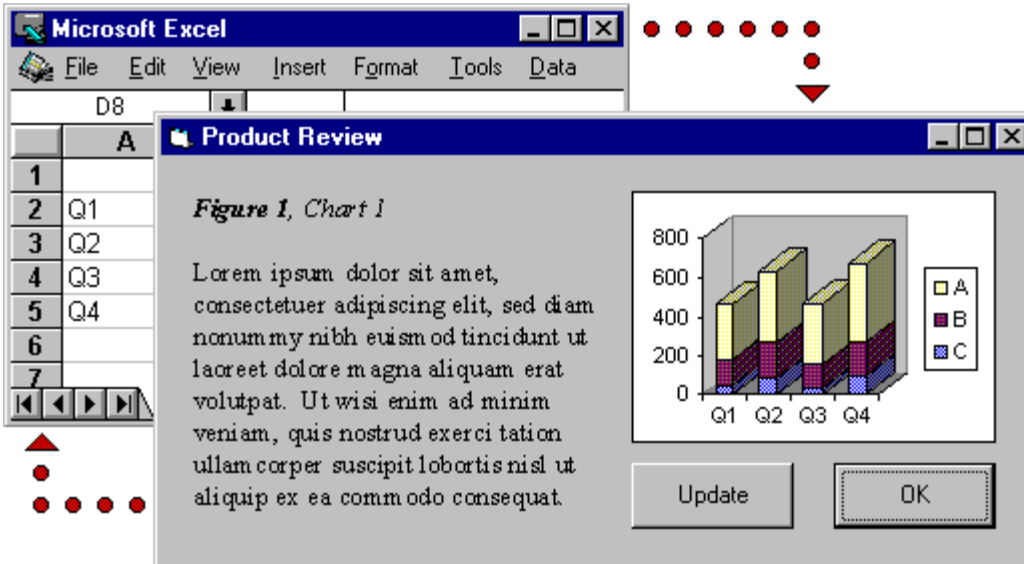 Microsoft Excel
File Edit View Insert Format Tools Data
D8
A
1
2 Q1
3 Q2
4 Q3
5 Q4
6
7
Product Review
Figure 1, Chart 1
Lorem ipsum dolor sit amet,
consectetuer adipiscing elit, sed diam
nonummy nibh euismod tincidunt ut
laoreet dolore magna aliquam erat
volutpat. Ut wisi enim ad minim
veniam, quis nostrud exerci tation
ullamcorper suscipit lobortis nisl ut
aliquip ex ea commodo consequat.
800
600
400
200
0
Q1 Q2 Q3 Q4
A
B
C
Update OK